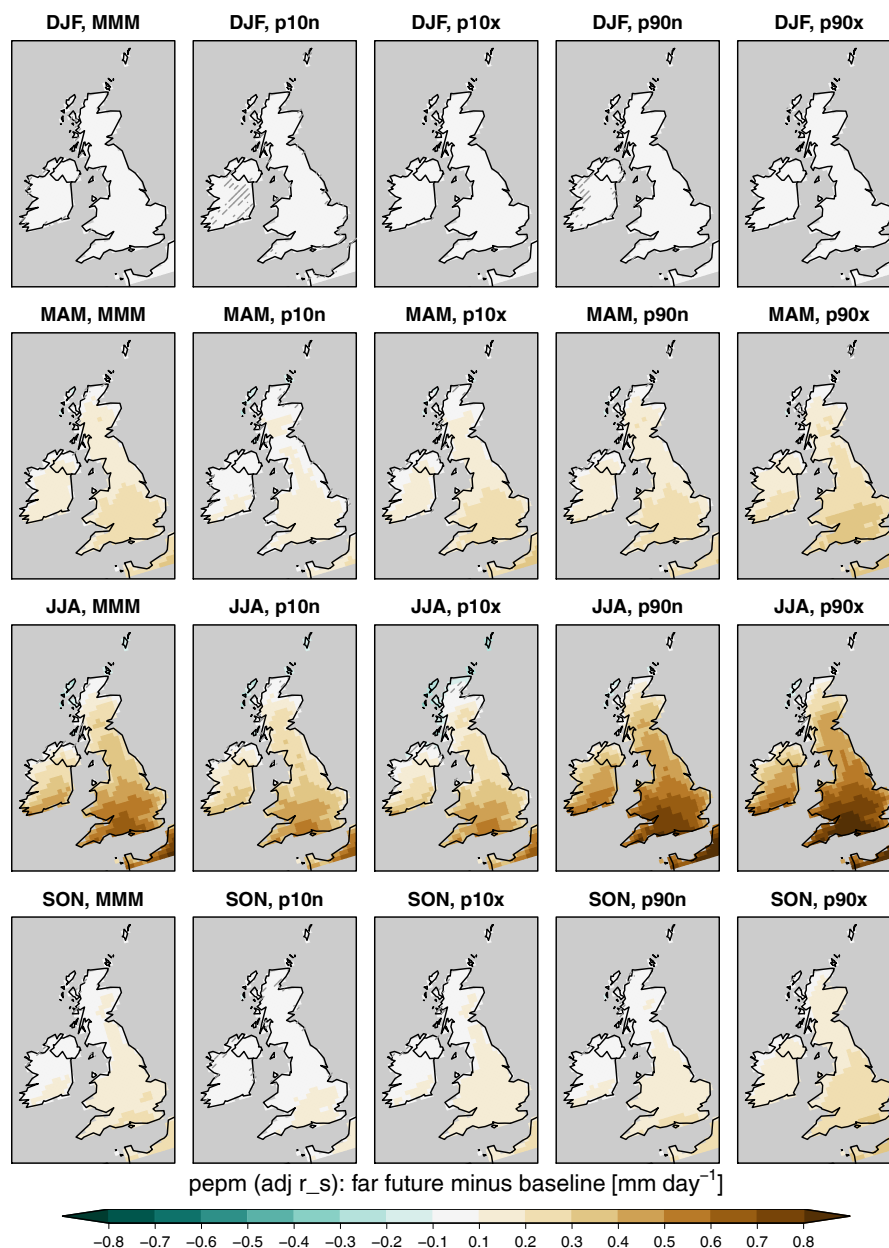 DJF, MMM DJF, p10n DJF, p10x DJF, p90n DJF, p90x
MAM, MMM MAM, p10n MAM, p10x MAM, p90n MAM, p90x
JJA, MMM JJA, p10n JJA, p10x JJA, p90n JJA, p90x
SON, MMM SON, p10n SON, p10x SON, p90n SON, p90x
pepm (adj r_s): far future minus baseline [mm day⁻¹]
−0.8 −0.7 −0.6 −0.5 −0.4 −0.3 −0.2 −0.1 0.1 0.2 0.3 0.4 0.5 0.6 0.7 0.8